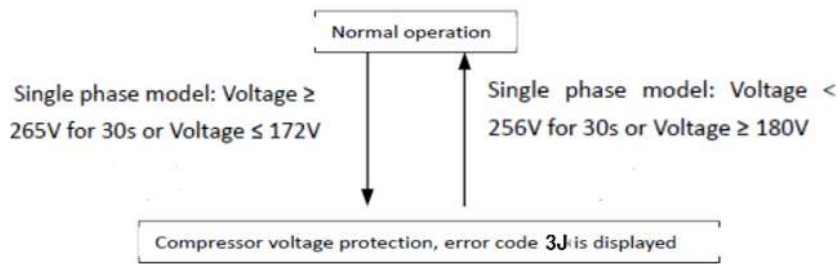 Normal operation
Single phase model: Voltage ≥
265V for 30s or Voltage ≤ 172V
Single phase model: Voltage <
256V for 30s or Voltage ≥ 180V
Compressor voltage protection, error code 3J is displayed